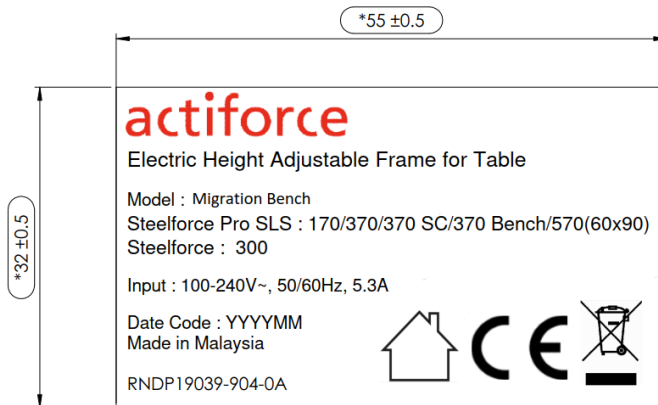 *55 ±0.5
*32 ±0.5
actiforce
Electric Height Adjustable Frame for Table
Model : Migration Bench
Steelforce Pro SLS : 170/370/370 SC/370 Bench/570(60x90)
Steelforce : 300
Input : 100-240V~, 50/60Hz, 5.3A
Date Code : YYYYMM
Made in Malaysia
RNDP19039-904-0A
CE